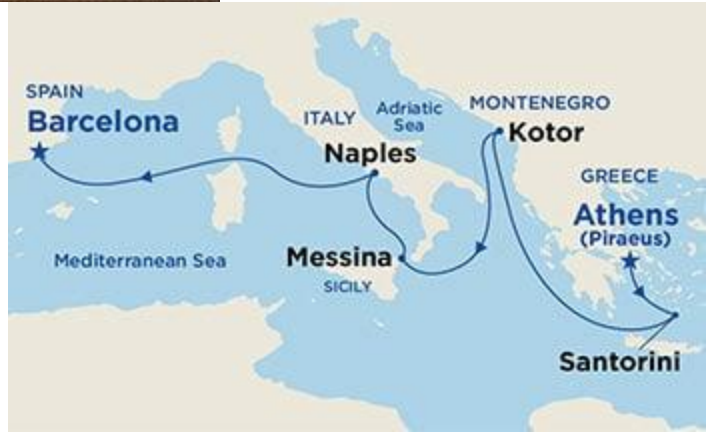 SPAIN
Barcelona
ITALY
Adriatic
Sea
MONTENEGRO
Kotor
Naples
GREECE
Athens
(Piraeus)
Mediterranean Sea
Messina
SICILY
Santorini